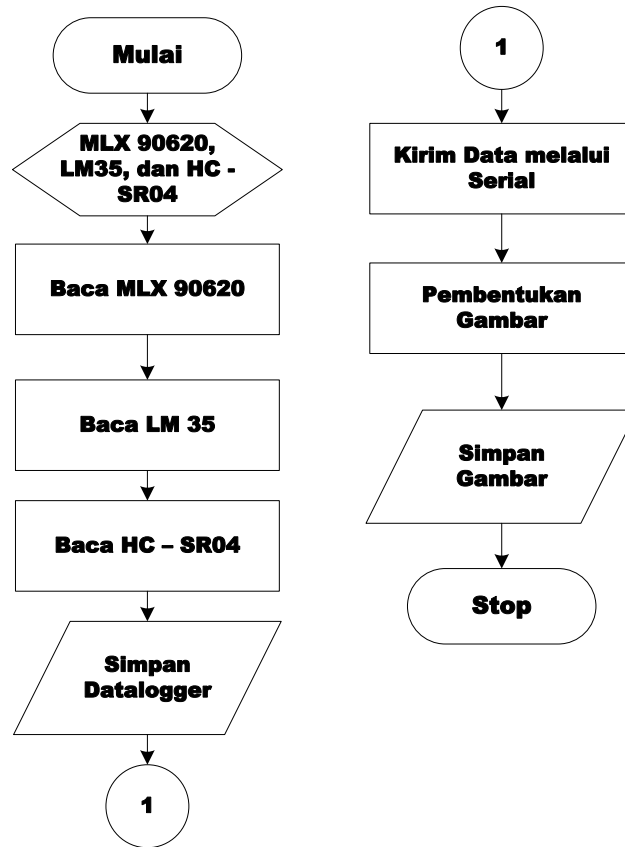 Mulai
MLX 90620,
LM35, dan HC -
SR04
Baca MLX 90620
Baca LM 35
Baca HC – SR04
Simpan
Datalogger
1
1
Kirim Data melalui
Serial
Pembentukan
Gambar
Simpan
Gambar
Stop